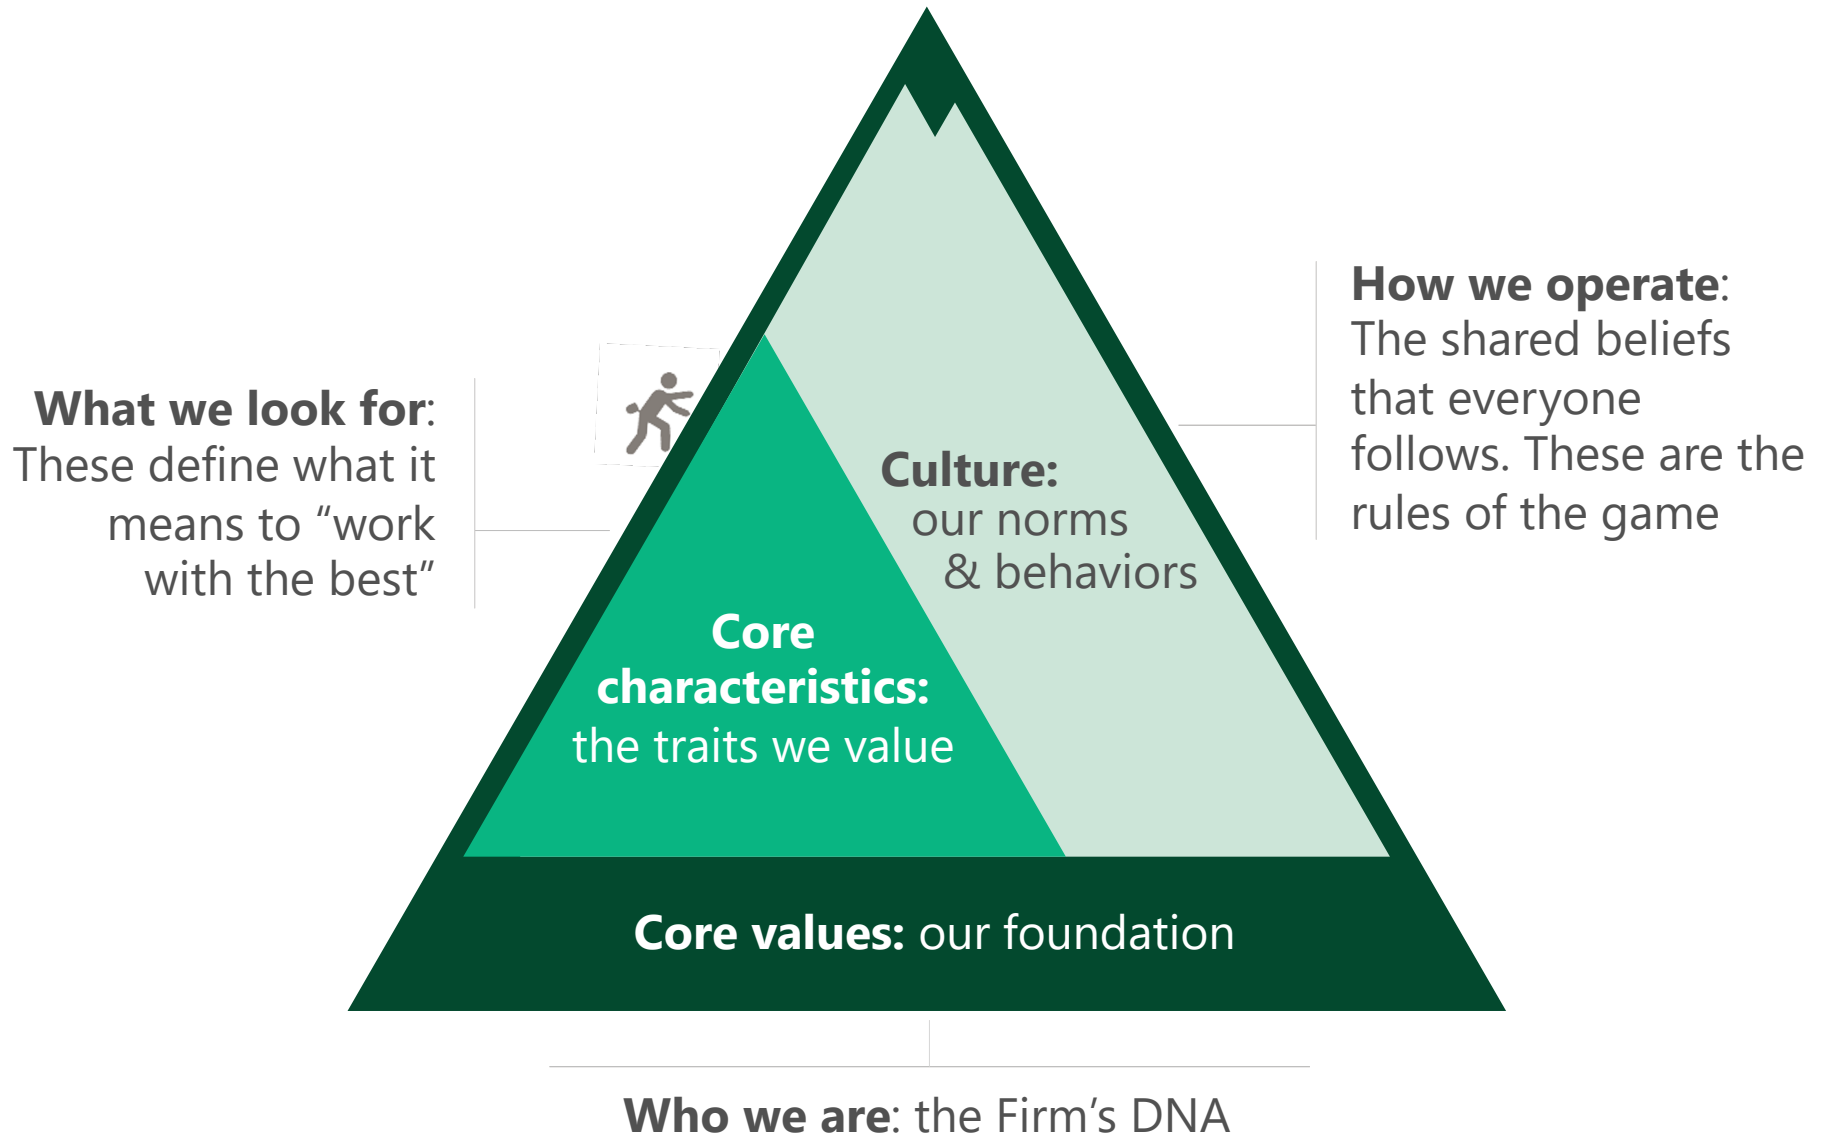 What we look for:
These define what it
means to “work
with the best”
How we operate:
The shared beliefs
that everyone
follows. These are the
rules of the game
Culture:
our norms
& behaviors
Core
characteristics:
the traits we value
Core values: our foundation
Who we are: the Firm’s DNA